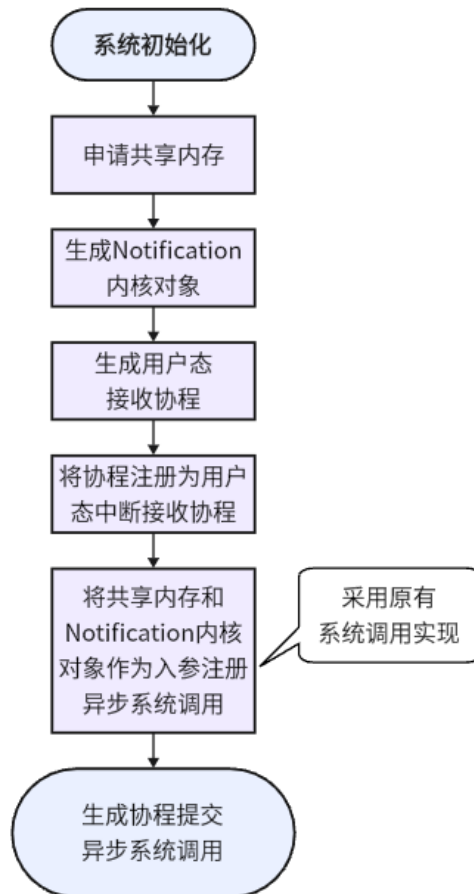 系统初始化
申请共享内存
生成Notification
内核对象
生成用户态
接收协程
将协程注册为用户
态中断接收协程
将共享内存和
Notification内核
对象作为入参注册
异步系统调用
采用原有
系统调用实现
生成协程提交
异步系统调用